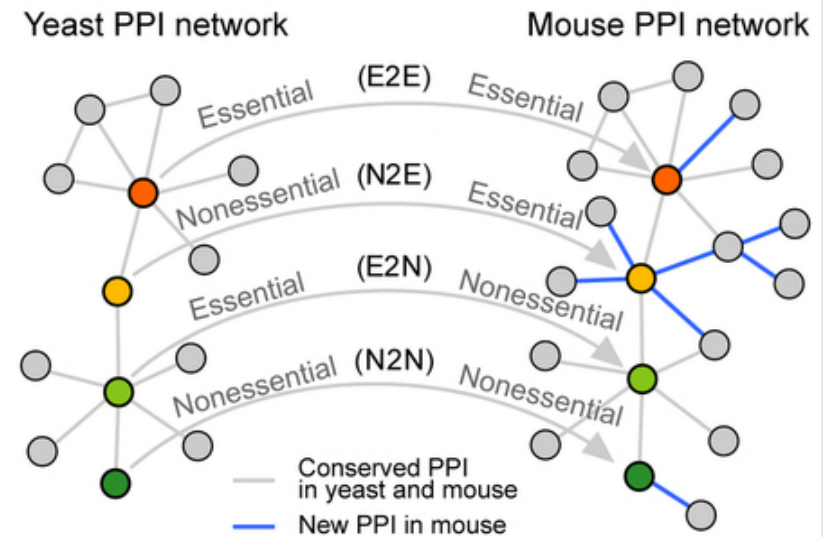 Yeast PPI network
Mouse PPI network
Essential (E2E) Essential
Nonessential (N2E) Essential
Essential (E2N) Nonessential
Nonessential (N2N) Nonessential
Conserved PPI
in yeast and mouse
New PPI in mouse